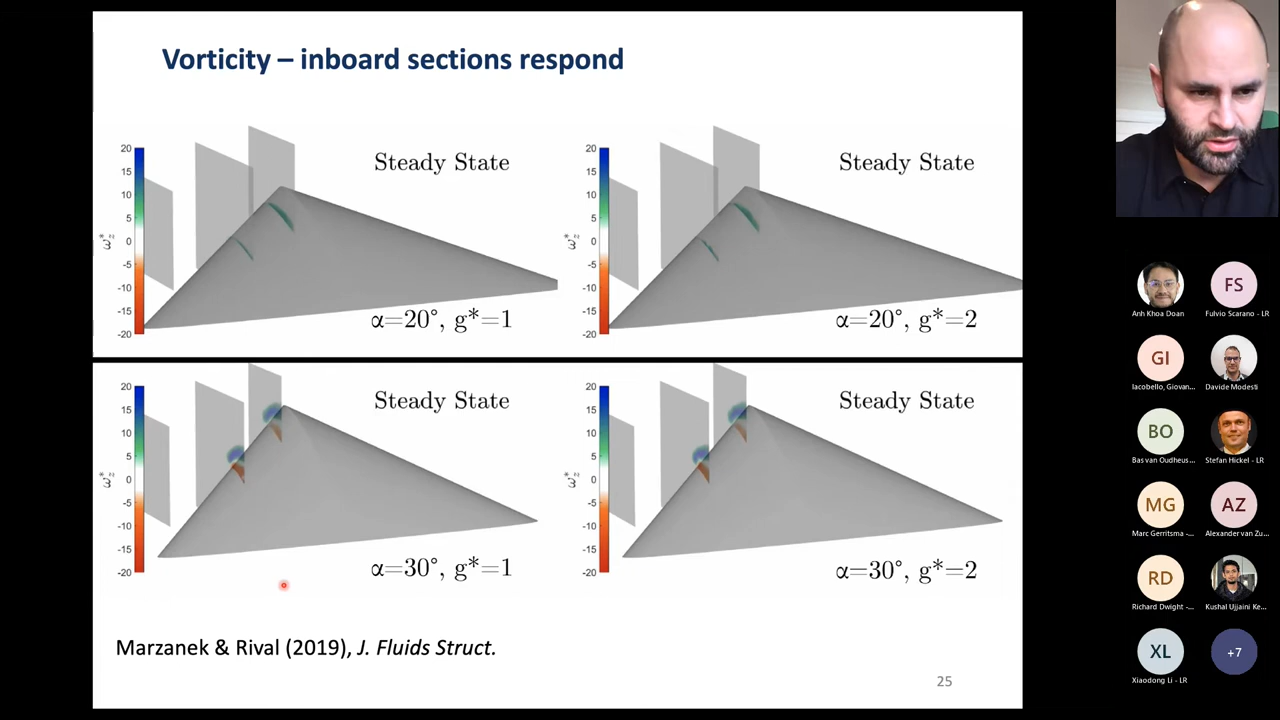 Vorticity – inboard sections respond
20
15
10
5
0
-5
-10
-15
-20
ω*z
Steady State
α=20°, g*=1
20
15
10
5
0
-5
-10
-15
-20
ω*z
Steady State
α=20°, g*=2
20
15
10
5
0
-5
-10
-15
-20
ω*z
Steady State
α=30°, g*=1
20
15
10
5
0
-5
-10
-15
-20
ω*z
Steady State
α=30°, g*=2
Marzanek & Rival (2019), J. Fluids Struct.
25
Anh Khoa Doan
FS
Fulvio Scarano - LR
GI
Iacobello, Giovan...
Davide Modesti
BO
Bas van Oudheus...
Stefan Hickel - LR
MG
Marc Gerritsma -...
AZ
Alexander van Zu...
RD
Richard Dwight -...
Kushal Ujjaini Ke...
XL
Xiaodong Li - LR
+7